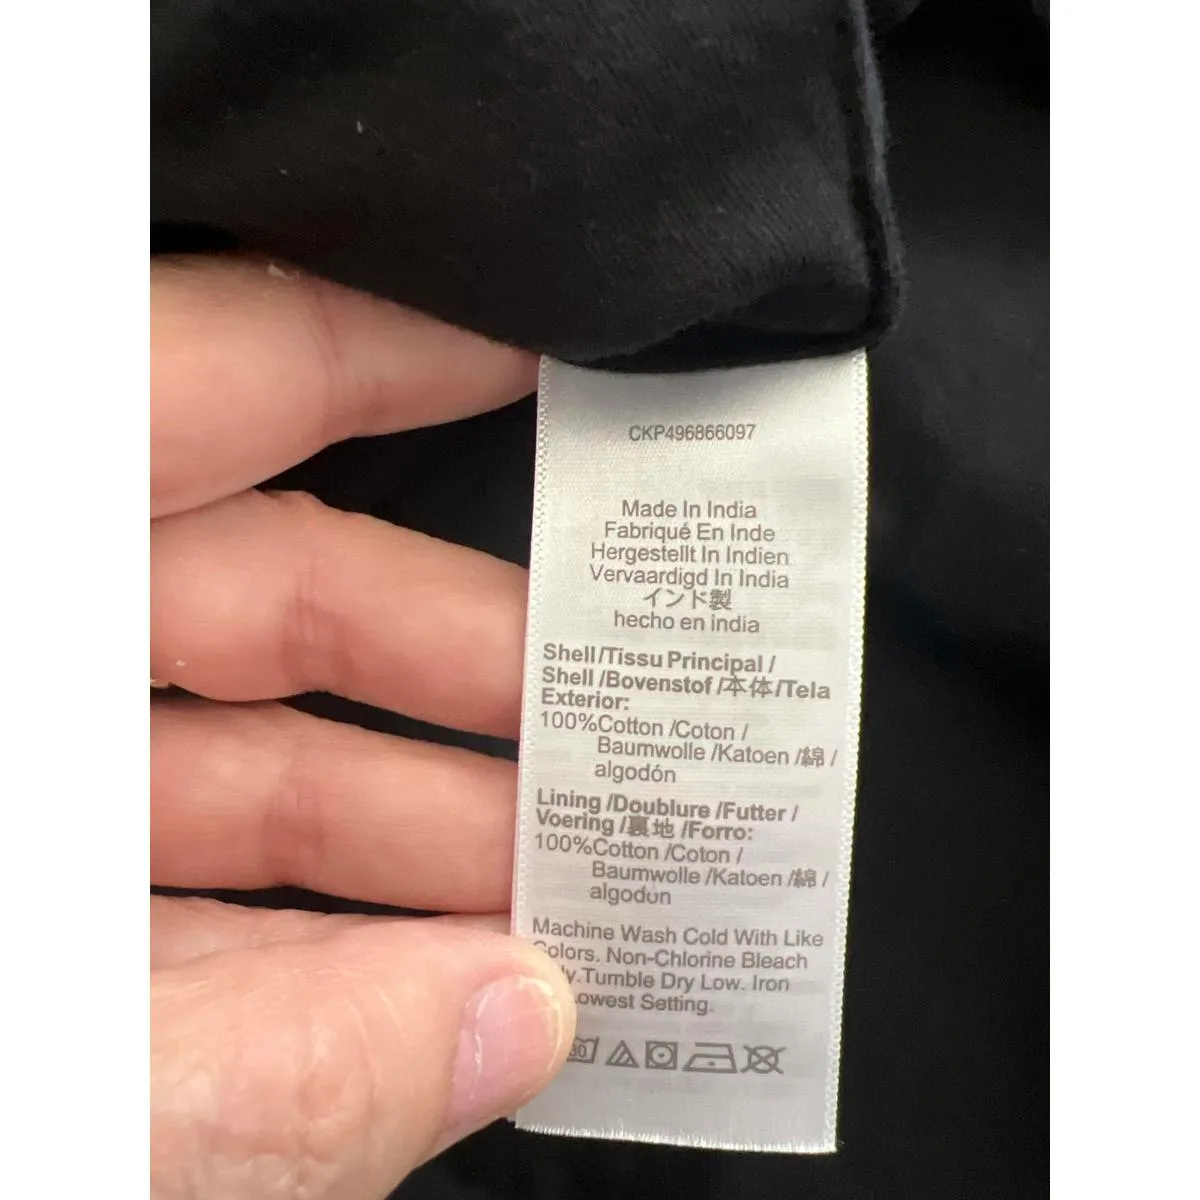 CKP496866097
Made In India
Fabriqué En Inde
Hergestellt In Indien
Vervaardigd In India
インド製
hecho en india
Shell/Tissu Principal/
Shell/Bovenstof/本体/Tela
Exterior:
100%Cotton/Coton/
Baumwolle/Katoen/綿/
algodón
Lining/Doublure/Futter/
Voering/裏地/Forro:
100%Cotton/Coton/
Baumwolle/Katoen/綿/
algodón
Machine Wash Cold With Like
Colors. Non-Chlorine Bleach
Tumble Dry Low. Iron
Lowest Setting.
30